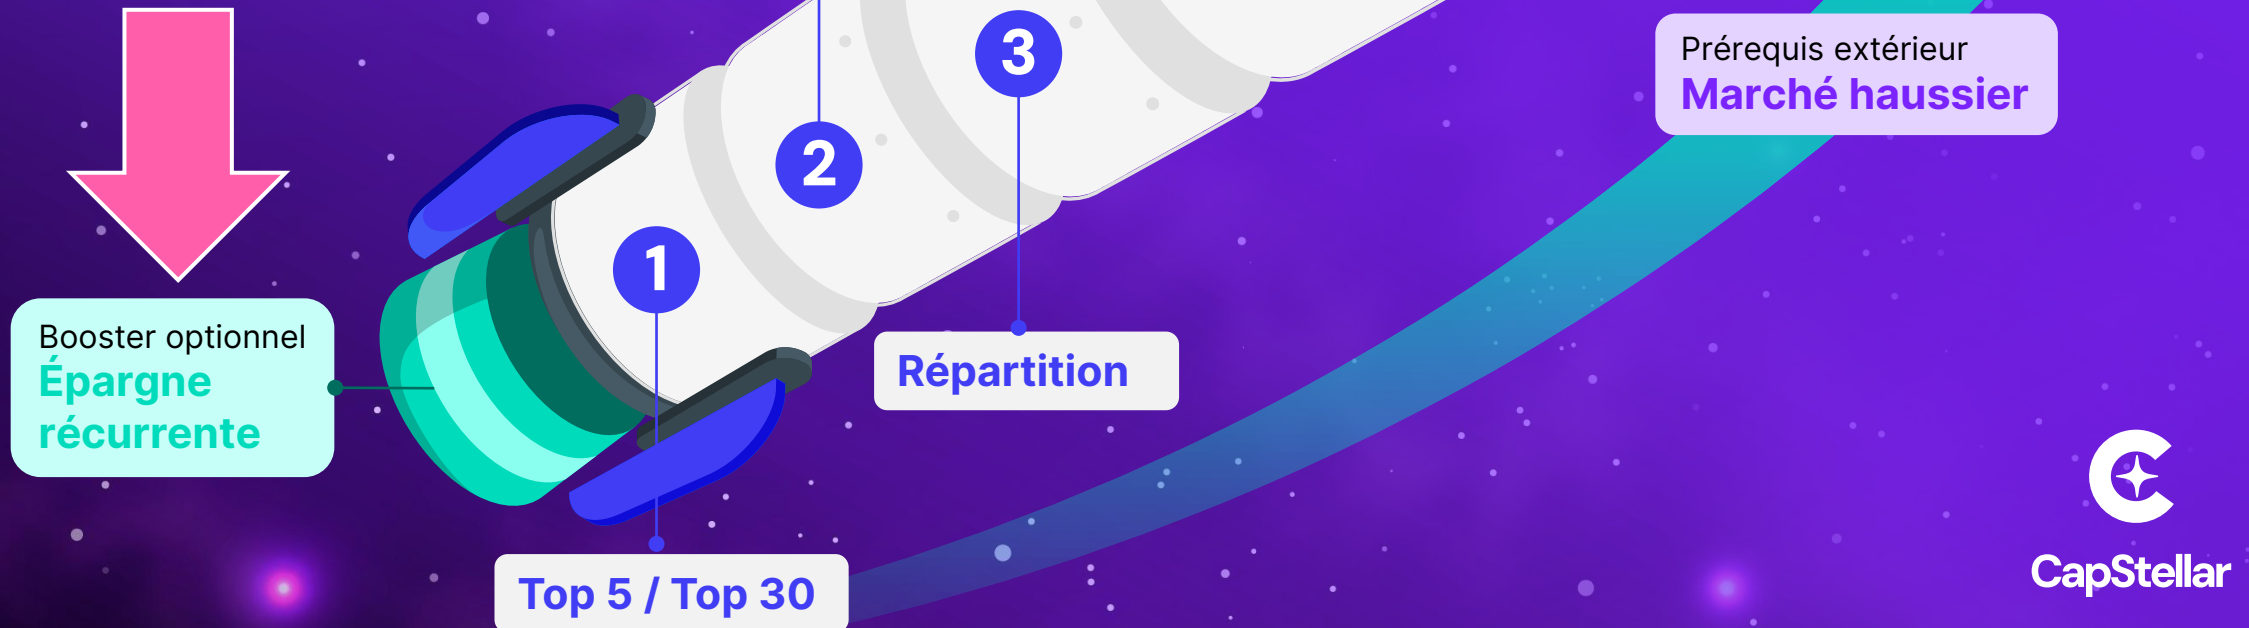 3
Prérequis extérieur
Marché haussier
2
1
Booster optionnel
Épargne
récurrente
Répartition
Top 5 / Top 30
CapStellar